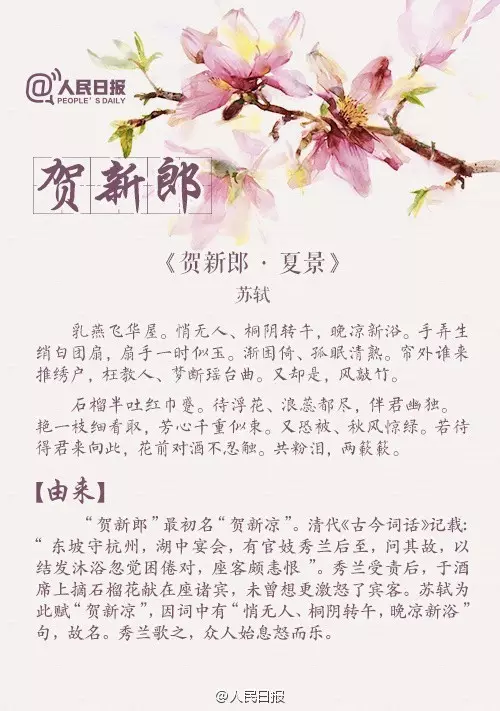 @人民日报
PEOPLE'S DAILY
贺新郎
《贺新郎·夏景》
苏轼
乳燕飞华屋。悄无人、桐阴转午，晚凉新浴。手弄生
绡白团扇，扇手一时似玉。渐困倚、孤眠清熟。帘外谁来
推绣户，枉教人、梦断瑶台曲。又却是，风敲竹。
石榴半吐红巾蹙。待浮花、浪蕊都尽，伴君幽独。
艳一枝细看取，芳心千重似束。又恐被、秋风惊绿。若待
得君来向此，花前对酒不忍触。共粉泪，两簌簌。
【由来】
“贺新郎”最初名“贺新凉”。清代《古今词话》记载：
“东坡守杭州，湖中宴会，有官妓秀兰后至，问其故，以
结发沐浴忽觉困倦对，座客颇恚恨”。秀兰受责后，于酒
席上摘石榴花献在座诸宾，未曾想更激怒了宾客。苏轼为
此赋“贺新凉”，因词中有“悄无人、桐阴转午，晚凉新浴”
句，故名。秀兰歌之，众人始息怒而乐。
@人民日报